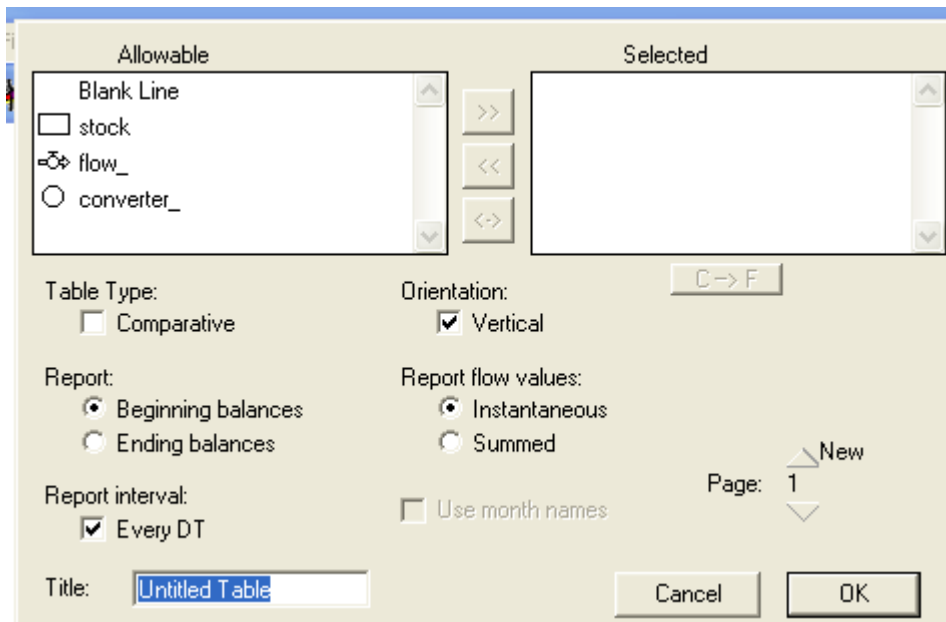 Fi
Allowable
Selected
Blank Line
stock
flow_
converter_
>>
<<
<->
C -> F
Table Type:
Comparative
Orientation:
Vertical
Report:
Beginning balances
Ending balances
Report flow values:
Instantaneous
Summed
New
Page: 1
Report interval:
Every DT
Use month names
Title: Untitled Table
Cancel
OK